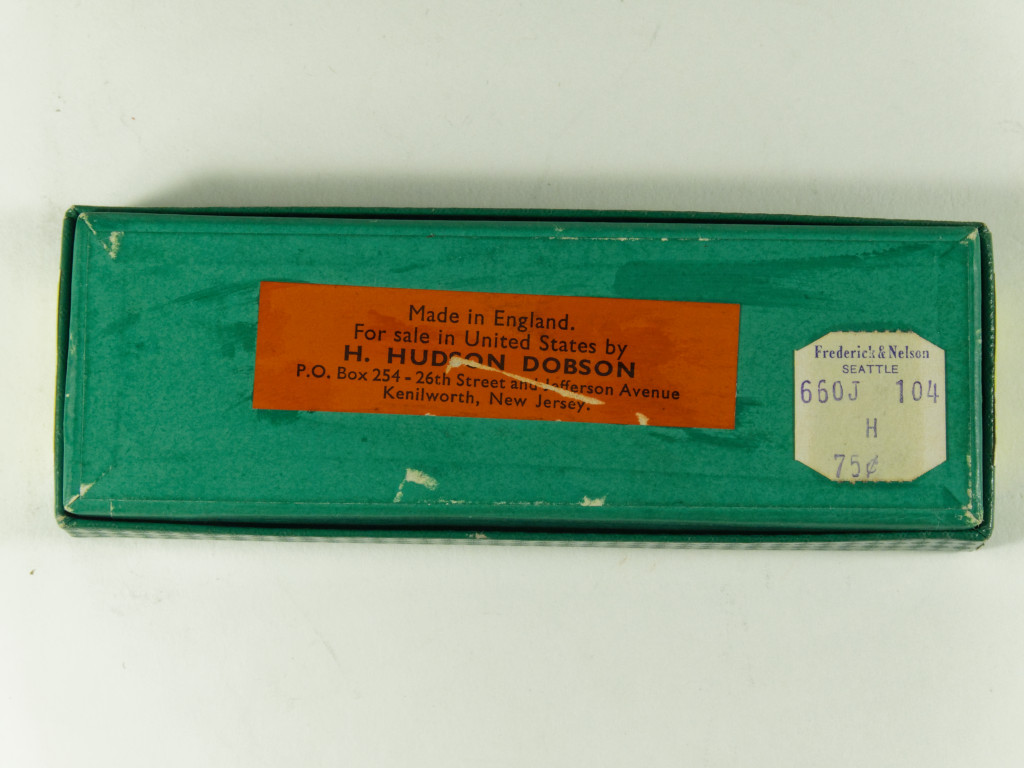 Made in England.
For sale in United States by
H. HUDSON DOBSON
P.O. Box 254 - 26th Street and Jefferson Avenue
Kenilworth, New Jersey.
Frederick & Nelson
SEATTLE
660J 104
H
75¢